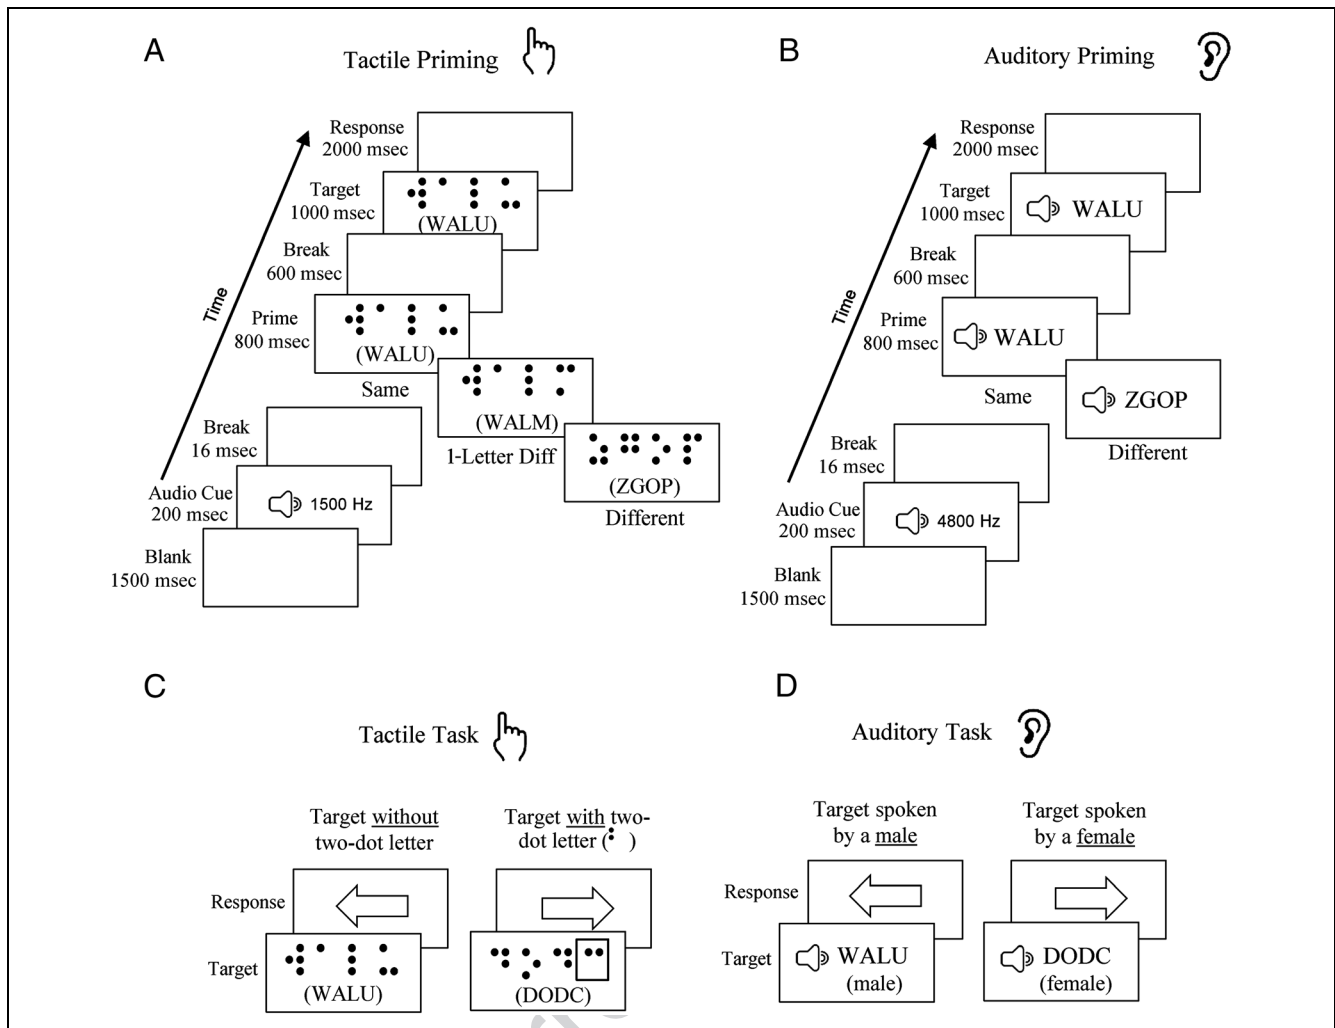 A
Tactile Priming
Response
2000 msec
Target
1000 msec
(WALU)
Break
600 msec
Time
Prime
800 msec
(WALU)
Same
(WALM)
1-Letter Diff
(ZGOP)
Different
Break
16 msec
Audio Cue
200 msec
1500 Hz
Blank
1500 msec
B
Auditory Priming
Response
2000 msec
Target
1000 msec
WALU
Break
600 msec
Time
Prime
800 msec
WALU
Same
ZGOP
Different
Break
16 msec
Audio Cue
200 msec
4800 Hz
Blank
1500 msec
C
Tactile Task
Target without
two-dot letter
Target with two-
dot letter ( )
Response
Target
(WALU)
(DODC)
D
Auditory Task
Target spoken
by a male
Target spoken
by a female
Response
Target
WALU
(male)
DODC
(female)